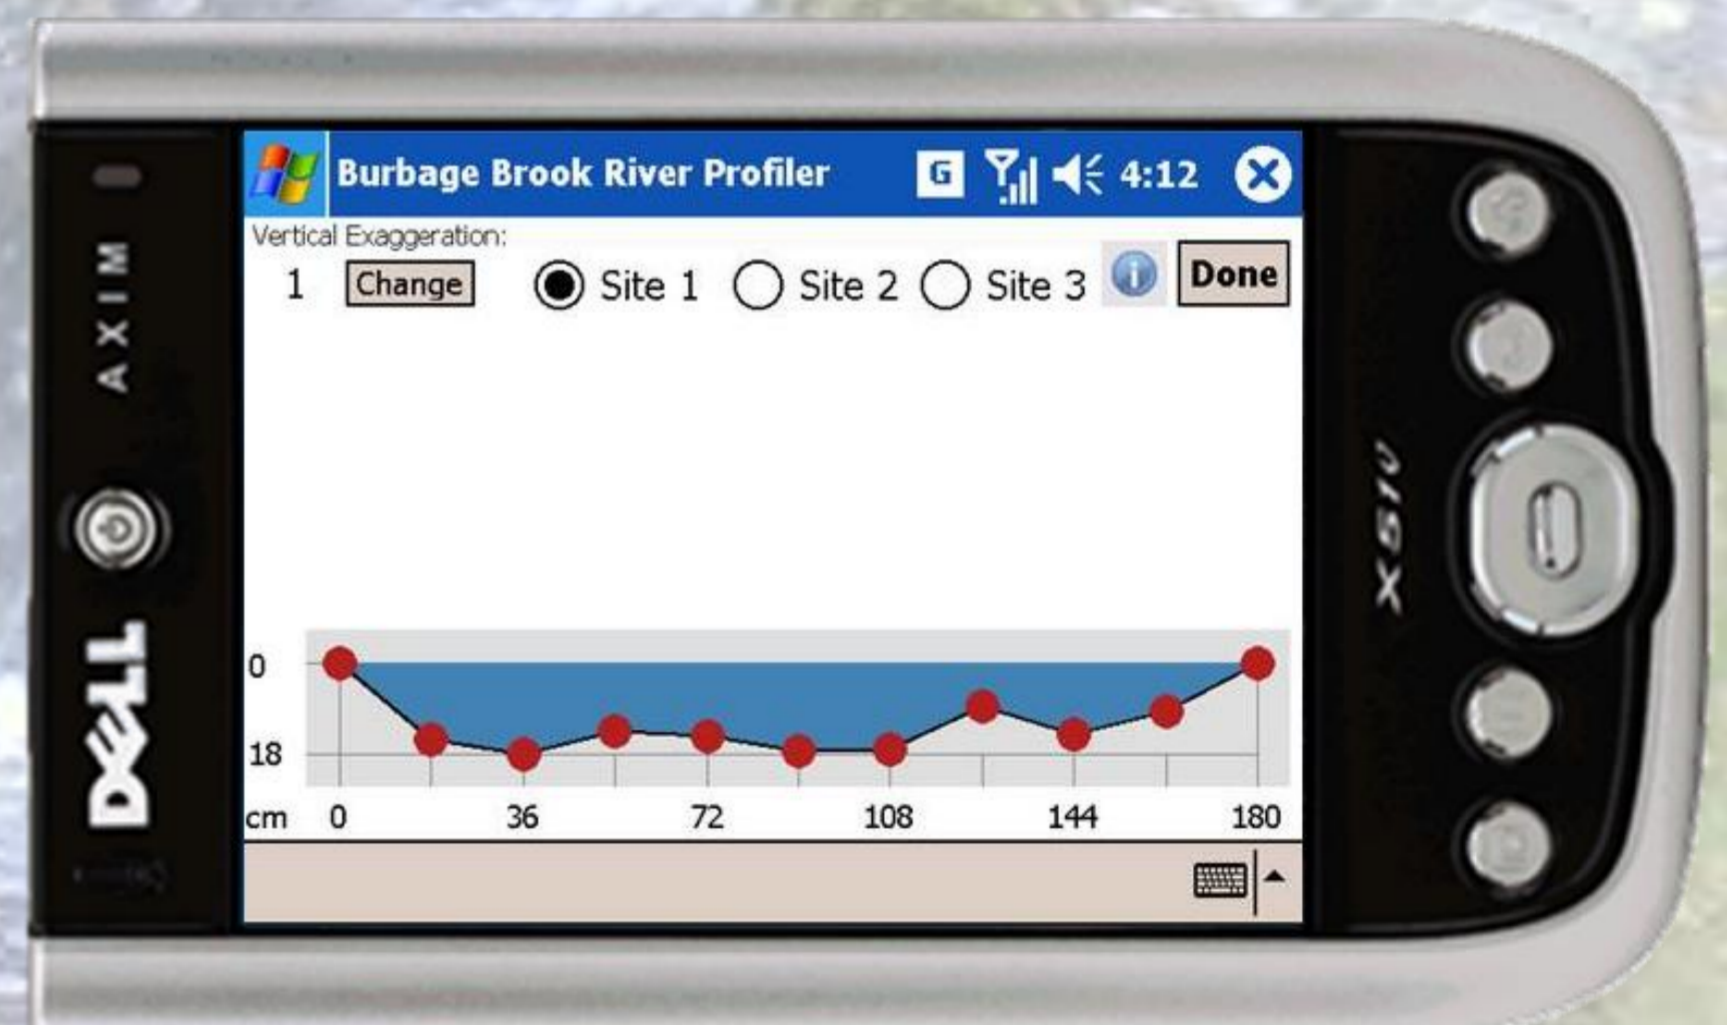 AXIM
DELL
Burbage Brook River Profiler G 4:12
Vertical Exaggeration:
1 Change Site 1 Site 2 Site 3 i Done
0
18
cm 0 36 72 108 144 180
X51v